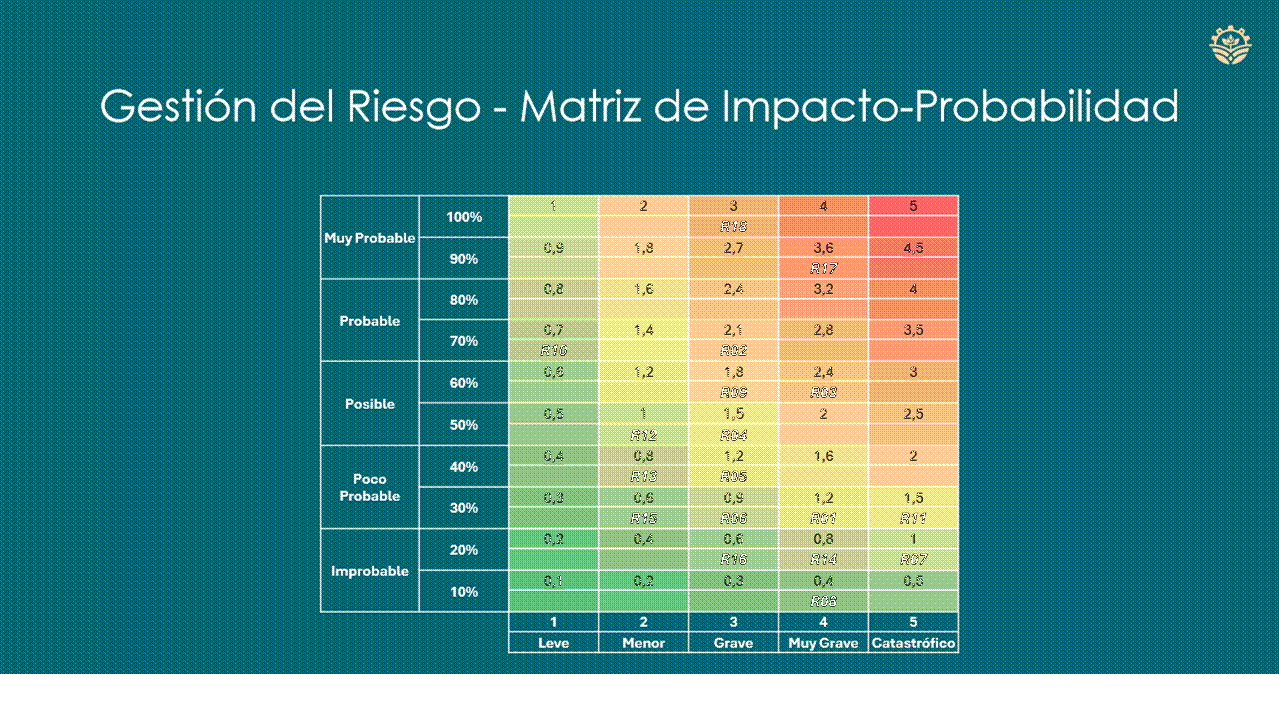 Gestión del Riesgo - Matriz de Impacto-Probabilidad
Muy Probable 100% 1 2 3 4 5
R18
90% 0,9 1,8 2,7 3,6 4,5
R17
Probable 80% 0,8 1,6 2,4 3,2 4
70% 0,7 1,4 2,1 2,8 3,5
R10 R02
Posible 60% 0,6 1,2 1,8 2,4 3
50% 0,5 1 1,5 2 2,5
R12 R04
Poco Probable 40% 0,4 0,8 1,2 1,6 2
R13 R05
30% 0,3 0,6 0,9 1,2 1,5
R15 R06 R01 R11
Improbable 20% 0,2 0,4 0,6 0,8 1
R16 R14 R07
10% 0,1 0,2 0,3 0,4 0,5
1 2 3 4 5
Leve Menor Grave Muy Grave Catastrófico